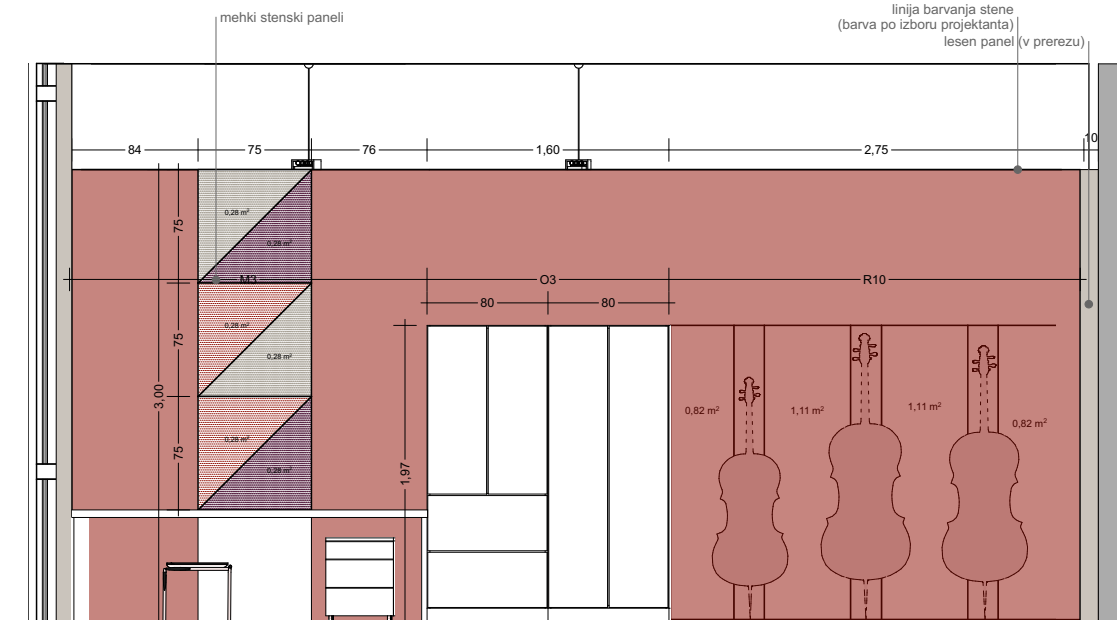 mehki stenski paneli
linija barvanja stene
(barva po izboru projektanta)
lesen panel (v prerezu)
84
75
76
1,60
2,75
10
75
0,28 m²
0,28 m²
M3
O3
R10
80
80
75
0,28 m²
0,28 m²
3,00
75
0,28 m²
0,28 m²
1,97
0,82 m²
1,11 m²
1,11 m²
0,82 m²